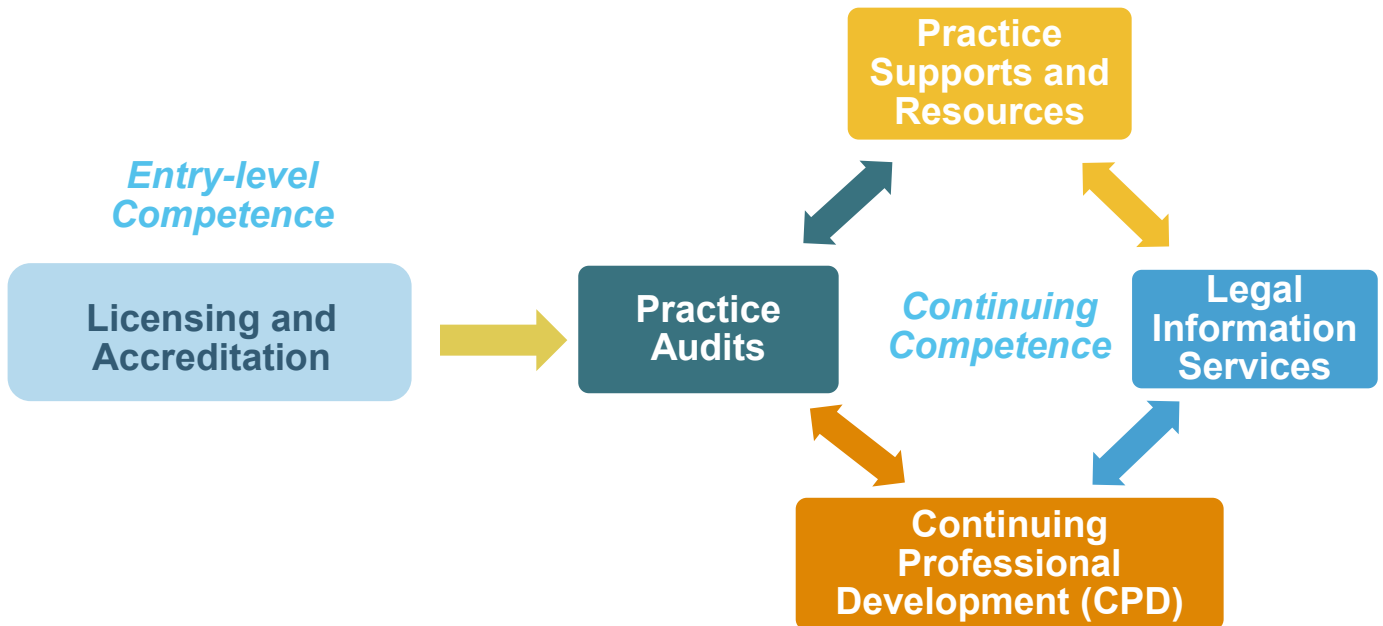 Entry-level
Competence
Licensing and
Accreditation
Practice
Audits
Practice
Supports and
Resources
Continuing
Competence
Legal
Information
Services
Continuing
Professional
Development (CPD)